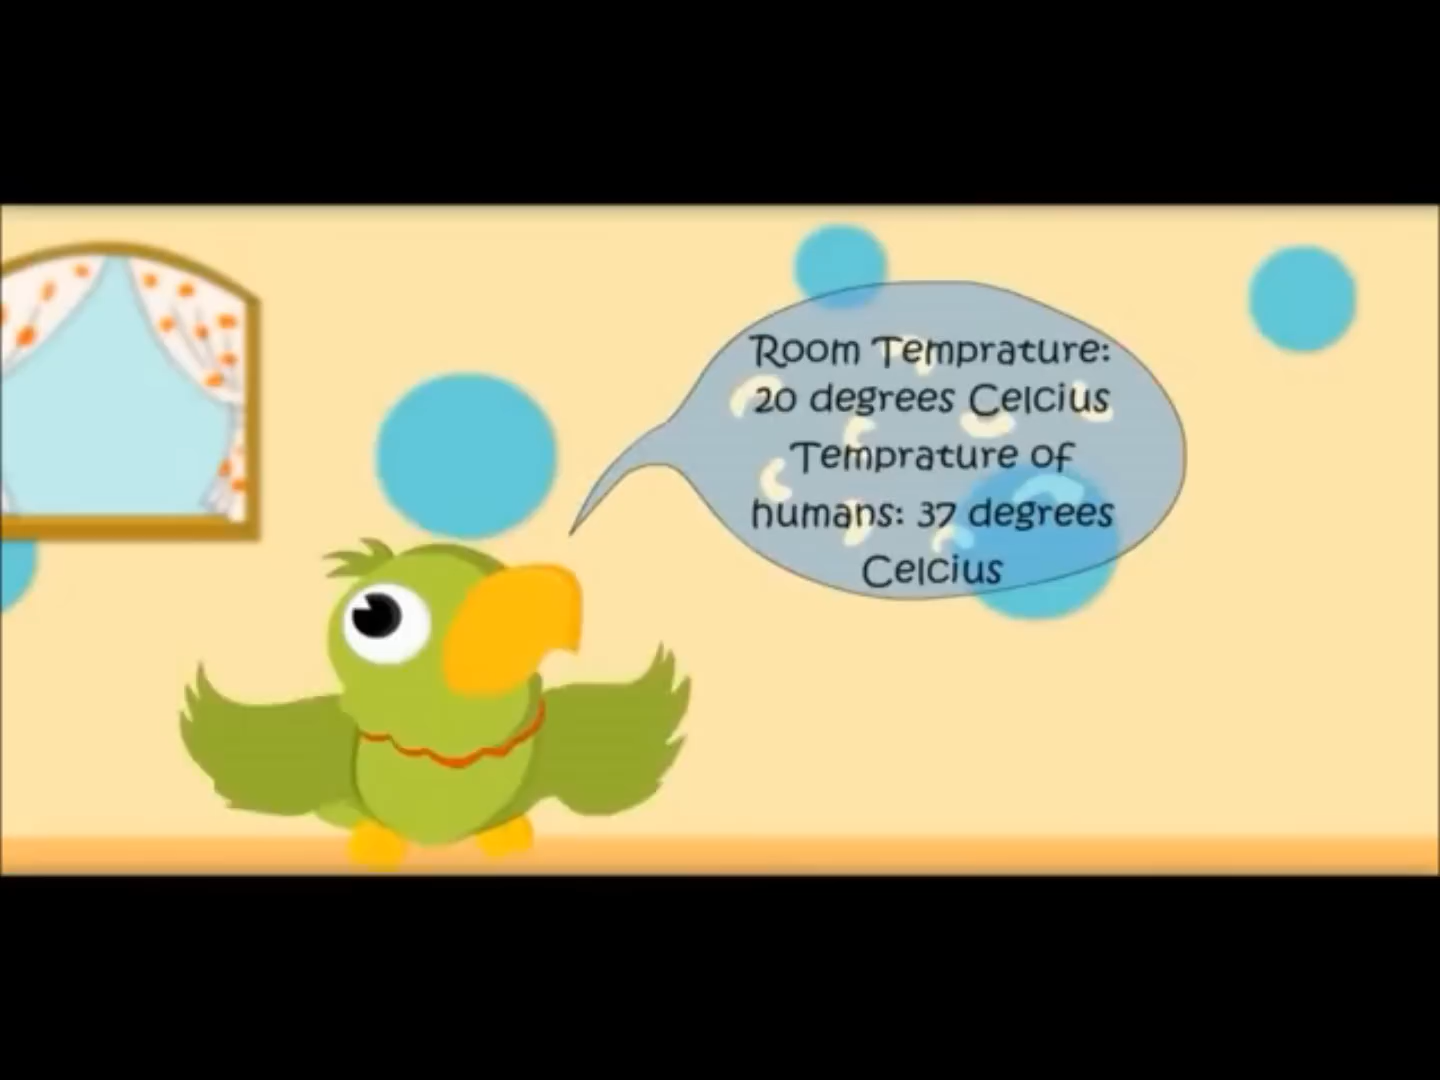 Room Temprature:
20 degrees Celcius
Temprature of
humans: 37 degrees
Celcius